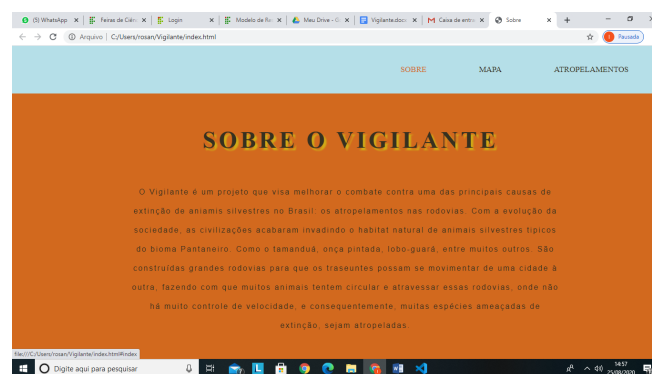 (5) WhatsApp
Feiras de Ciên
Login
Modelo de Re
Meu Drive - G
Vigilante.doc
Caixa de entr
Sobre
Arquivo | C:/Users/rosan/Vigilante/index.html
Pausada
SOBRE
MAPA
ATROPELAMENTOS
SOBRE O VIGILANTE
O Vigilante é um projeto que visa melhorar o combate contra uma das principais causas de
extinção de aniamis silvestres no Brasil: os atropelamentos nas rodovias. Com a evolução da
sociedade, as civilizações acabaram invadindo o habitat natural de animais silvestres típicos
do bioma Pantaneiro. Como o tamanduá, onça pintada, lobo-guará, entre muitos outros. São
construídas grandes rodovias para que os traseuntes possam se movimentar de uma cidade à
outra, fazendo com que muitos animais tentem circular e atravessar essas rodovias, onde não
há muito controle de velocidade, e consequentemente, muitas espécies ameaçadas de
extinção, sejam atropeladas.
file:///C:/Users/rosan/Vigilante/index.html#index
Digite aqui para pesquisar
14:57
25/08/2020